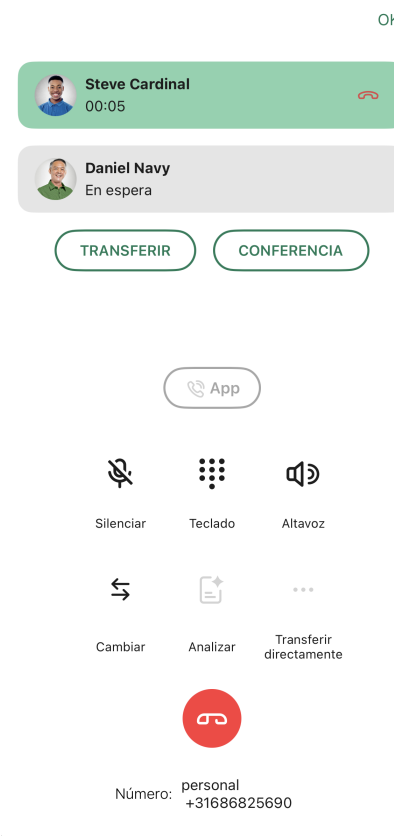 OK
Steve Cardinal
00:05
Daniel Navy
En espera
TRANSFERIR CONFERENCIA
App
Silenciar Teclado Altavoz
Cambiar Analizar Transferir
directamente
Número: personal
+31686825690